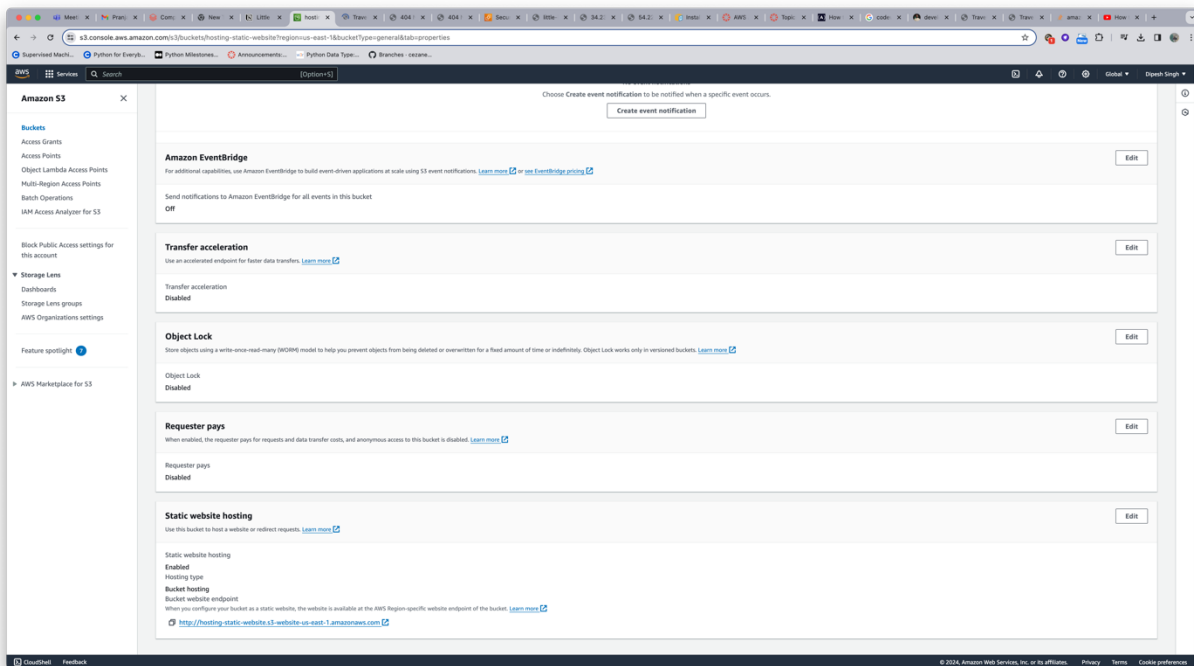 s3.console.aws.amazon.com/s3/buckets/hosting-static-website?region=us-east-1&bucketType=general&tab=properties
Supervised Machi... Python for Everyb... Python Milestones... Announcements:... Python Data Type:... Branches · cezane...
aws Services Search [Option+S] Global Dipesh Singh
Amazon S3
Buckets
Access Grants
Access Points
Object Lambda Access Points
Multi-Region Access Points
Batch Operations
IAM Access Analyzer for S3
Block Public Access settings for
this account
Storage Lens
Dashboards
Storage Lens groups
AWS Organizations settings
Feature spotlight 7
AWS Marketplace for S3
Choose Create event notification to be notified when a specific event occurs.
Create event notification
Amazon EventBridge
Edit
For additional capabilities, use Amazon EventBridge to build event-driven applications at scale using S3 event notifications. Learn more or see EventBridge pricing
Send notifications to Amazon EventBridge for all events in this bucket
Off
Transfer acceleration
Edit
Use an accelerated endpoint for faster data transfers. Learn more
Transfer acceleration
Disabled
Object Lock
Edit
Store objects using a write-once-read-many (WORM) model to help you prevent objects from being deleted or overwritten for a fixed amount of time or indefinitely. Object Lock works only in versioned buckets. Learn more
Object Lock
Disabled
Requester pays
Edit
When enabled, the requester pays for requests and data transfer costs, and anonymous access to this bucket is disabled. Learn more
Requester pays
Disabled
Static website hosting
Edit
Use this bucket to host a website or redirect requests. Learn more
Static website hosting
Enabled
Hosting type
Bucket hosting
Bucket website endpoint
When you configure your bucket as a static website, the website is available at the AWS Region-specific website endpoint of the bucket. Learn more
http://hosting-static-website.s3-website-us-east-1.amazonaws.com
CloudShell Feedback © 2024, Amazon Web Services, Inc. or its affiliates. Privacy Terms Cookie preferences